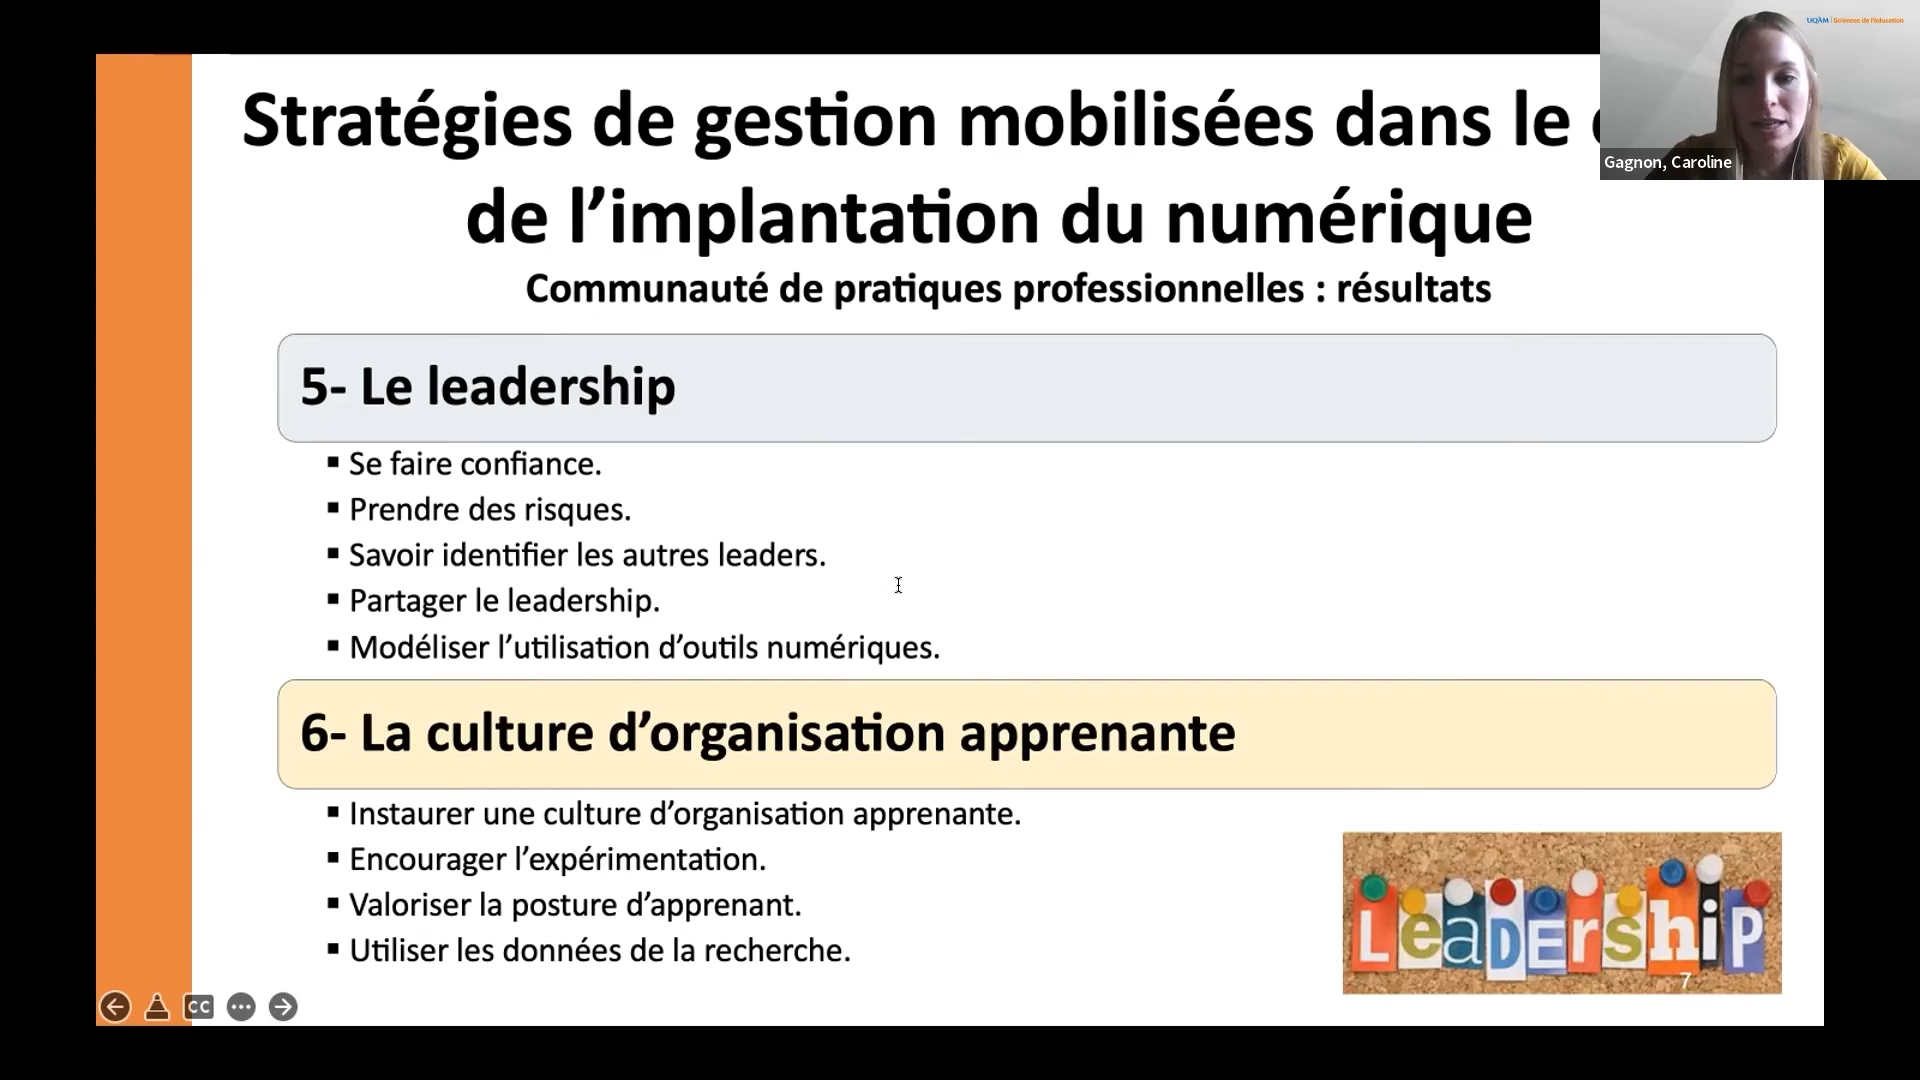 UQÀM | Sciences de l'éducation
Gagnon, Caroline
Stratégies de gestion mobilisées dans le
de l’implantation du numérique
Communauté de pratiques professionnelles : résultats
5- Le leadership
▪ Se faire confiance.
▪ Prendre des risques.
▪ Savoir identifier les autres leaders.
▪ Partager le leadership.
▪ Modéliser l’utilisation d’outils numériques.
6- La culture d’organisation apprenante
▪ Instaurer une culture d’organisation apprenante.
▪ Encourager l’expérimentation.
▪ Valoriser la posture d’apprenant.
▪ Utiliser les données de la recherche.
LeaDErship
7
CC